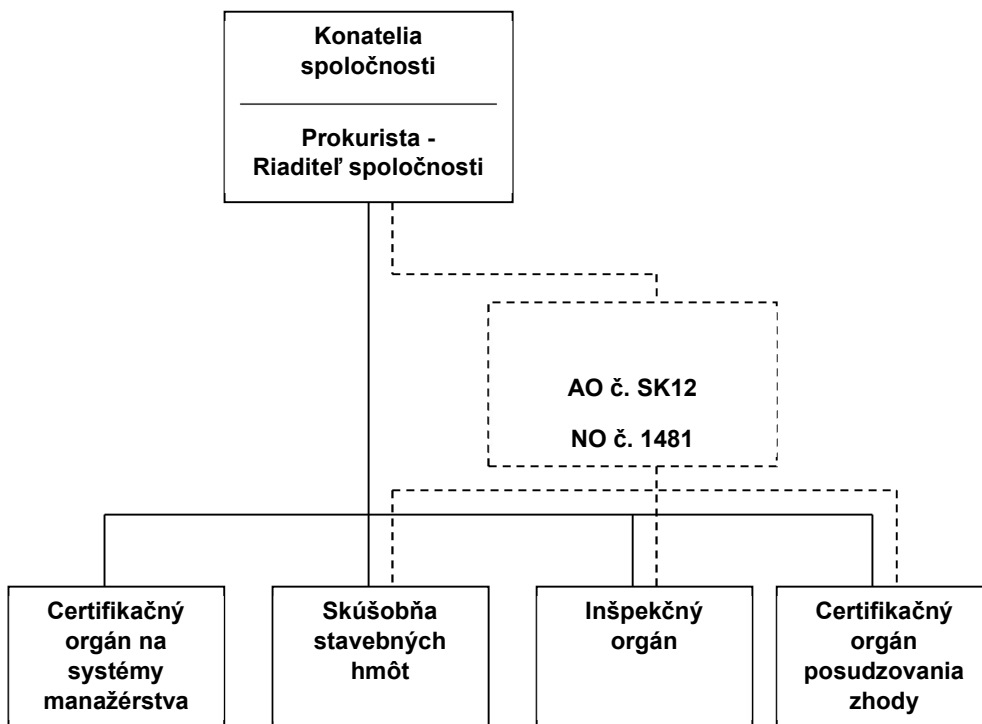 Konatelia
spoločnosti
Prokurista -
Riaditeľ spoločnosti
AO č. SK12
NO č. 1481
Certifikačný
orgán na
systémy
manažérstva
Skúšobňa
stavebných
hmôt
Inšpekčný
orgán
Certifikačný
orgán
posudzovania
zhody